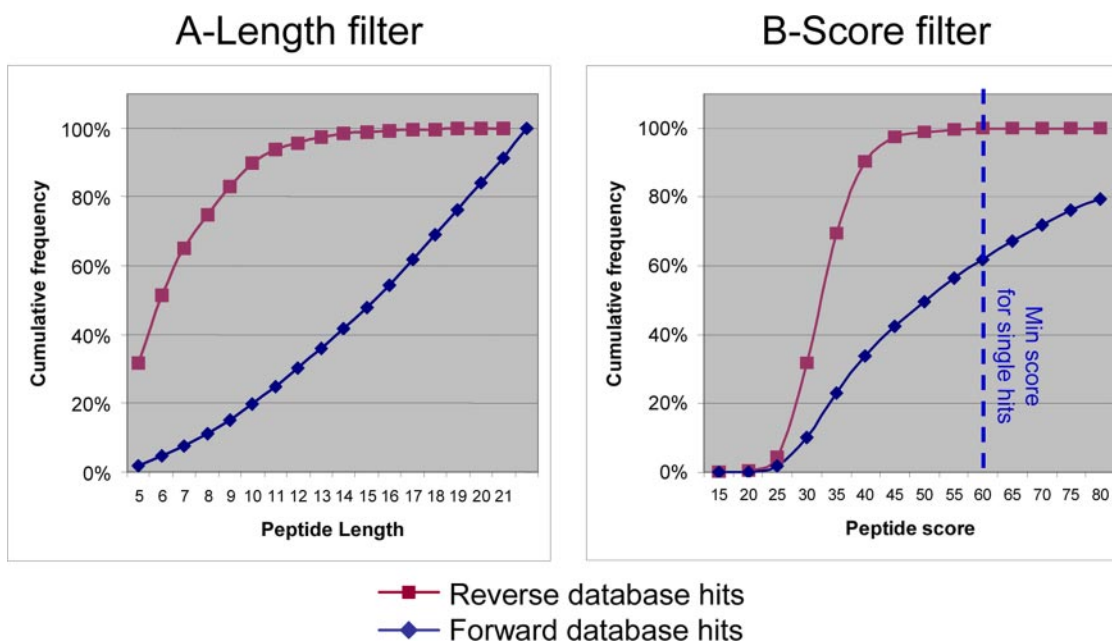 A-Length filter
B-Score filter
Cumulative frequency
100%
80%
60%
40%
20%
0%
5 6 7 8 9 10 11 12 13 14 15 16 17 18 19 20 21
Peptide Length
Cumulative frequency
100%
80%
60%
40%
20%
0%
Min score
for single hits
15 20 25 30 35 40 45 50 55 60 65 70 75 80
Peptide score
Reverse database hits
Forward database hits